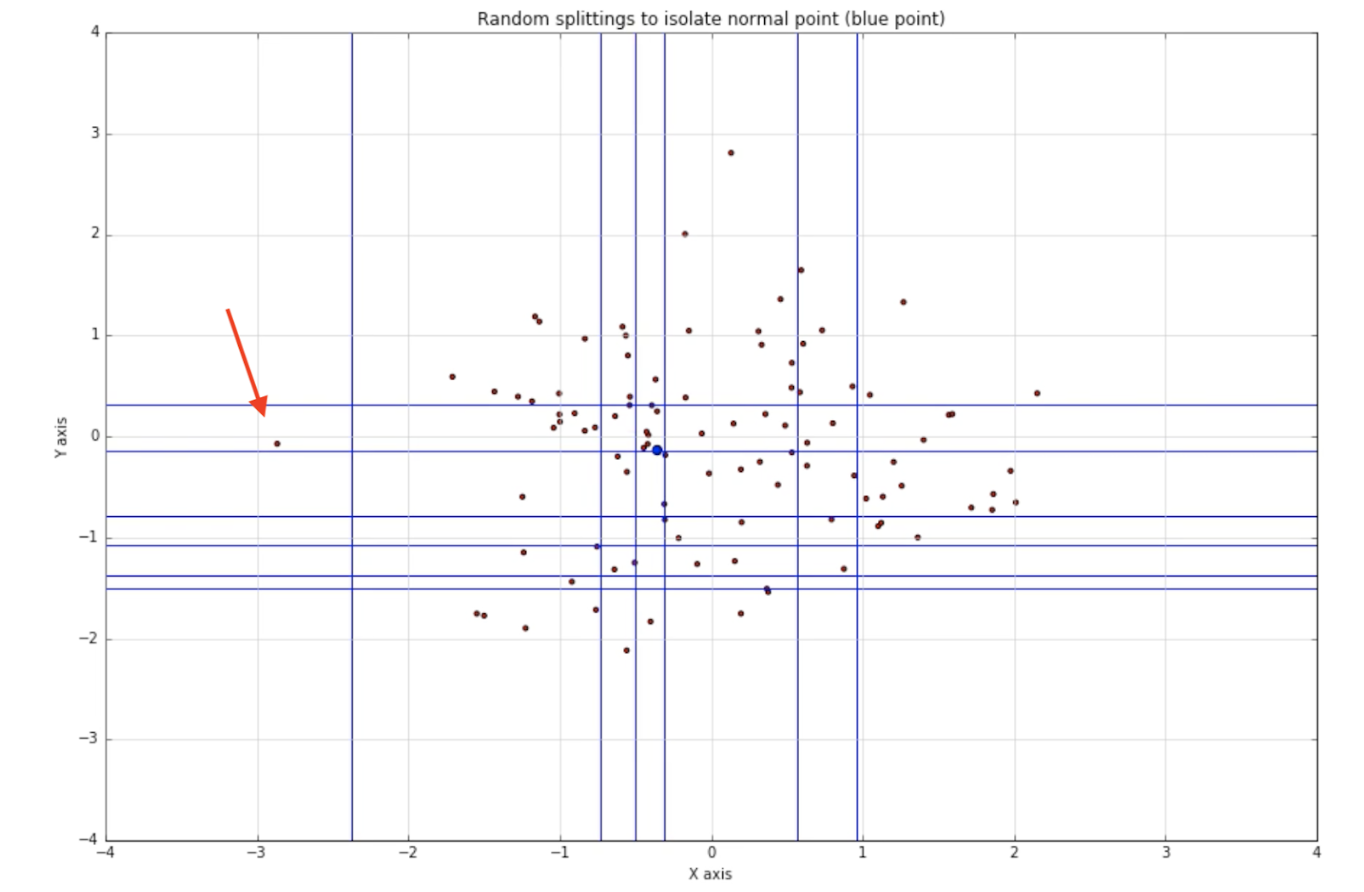 Random splittings to isolate normal point (blue point)
4
3
2
1
0
−1
−2
−3
−4
Y axis
−4 −3 −2 −1 0 1 2 3 4
X axis